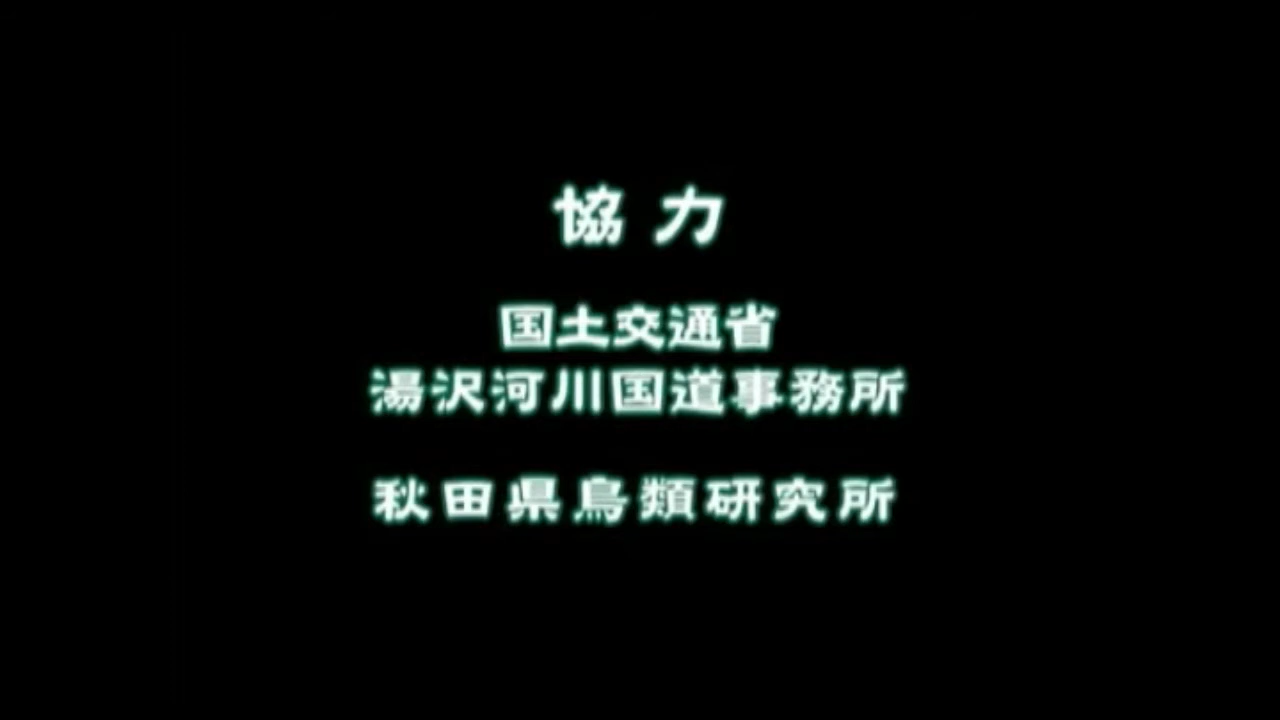 協力
国土交通省
湯沢河川国道事務所
秋田県鳥類研究所